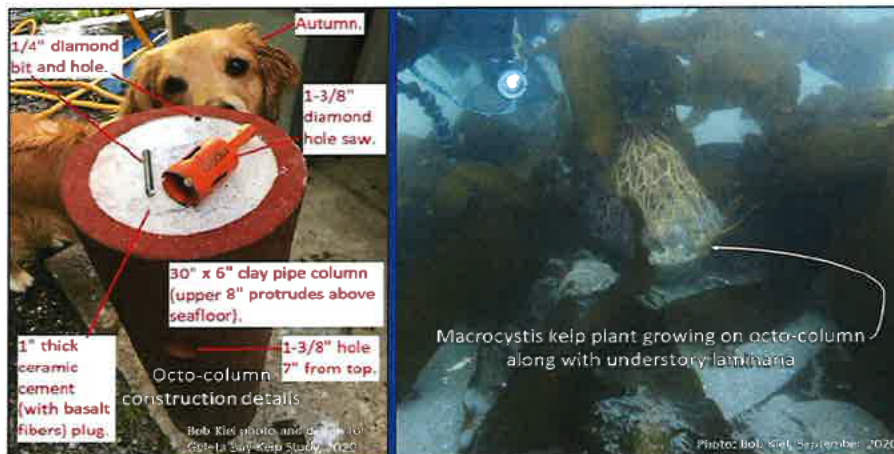 Autumn.
1/4" diamond
bit and hole.
1-3/8"
diamond
hole saw.
30" x 6" clay pipe column
(upper 8" protrudes above
seafloor).
1" thick
ceramic
cement
(with basalt
fibers) plug.
1-3/8" hole
7" from top.
Octo-column
construction details
Bob Kiel photo and design for
Goleta Bay Kelp Study, 2020
Macrocystis kelp plant growing on octo-column
along with understory laminaria
Photo: Bob Kiel, September, 2020